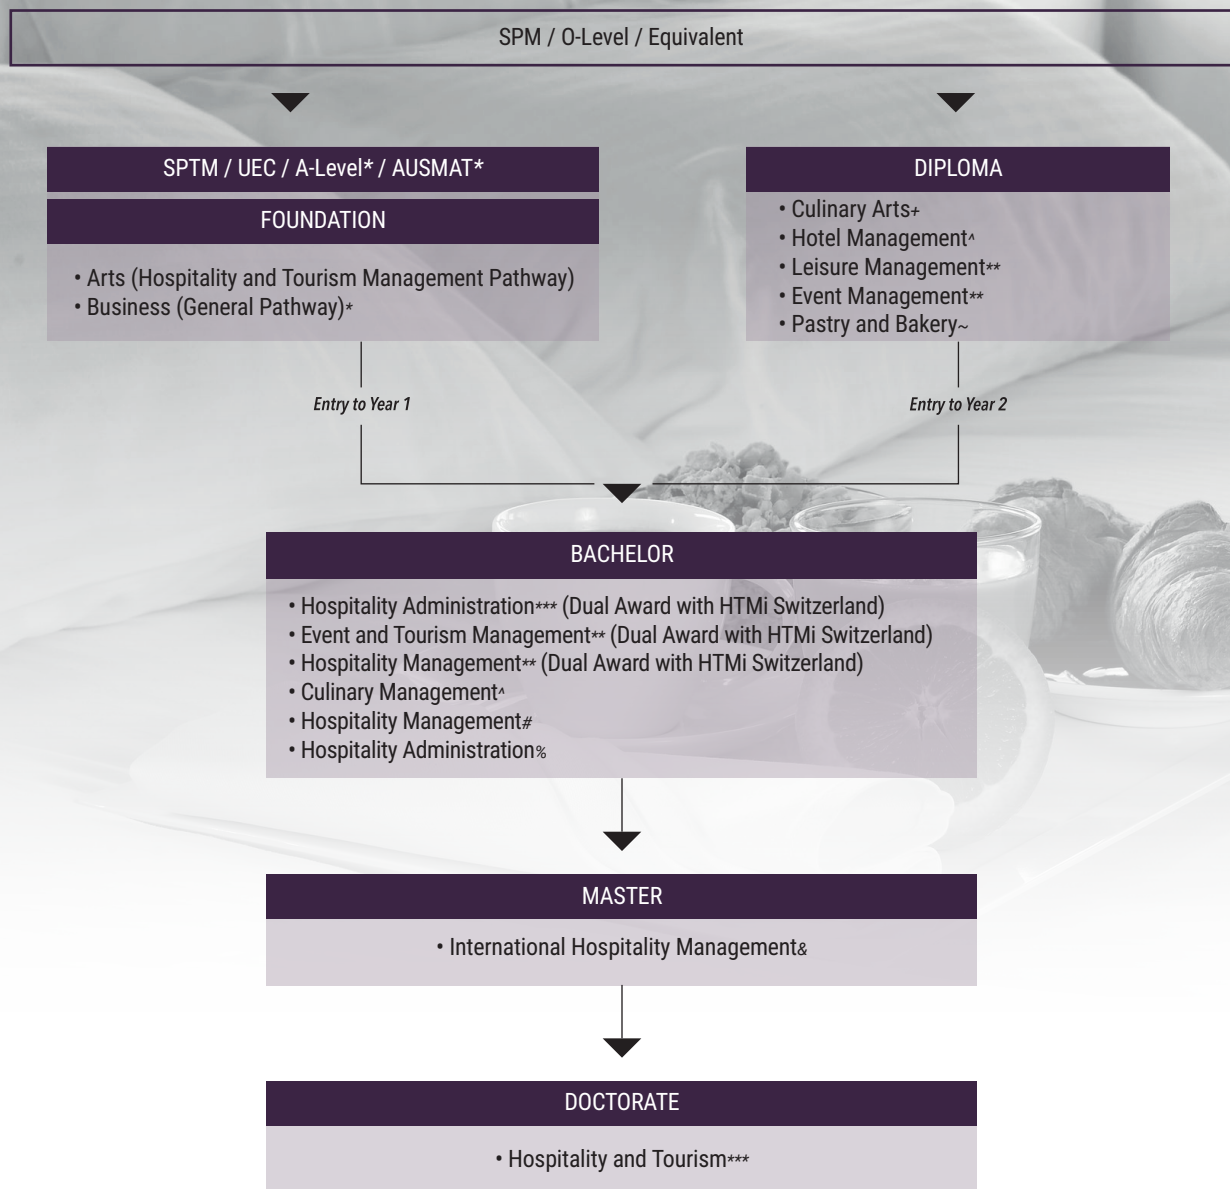 SPM / O-Level / Equivalent
SPTM / UEC / A-Level* / AUSMAT*
FOUNDATION
• Arts (Hospitality and Tourism Management Pathway)
• Business (General Pathway)*
DIPLOMA
• Culinary Arts+
• Hotel Management^
• Leisure Management**
• Event Management**
• Pastry and Bakery~
Entry to Year 1
Entry to Year 2
BACHELOR
• Hospitality Administration*** (Dual Award with HTMi Switzerland)
• Event and Tourism Management** (Dual Award with HTMi Switzerland)
• Hospitality Management** (Dual Award with HTMi Switzerland)
• Culinary Management^
• Hospitality Management#
• Hospitality Administration%
MASTER
• International Hospitality Management&
DOCTORATE
• Hospitality and Tourism***